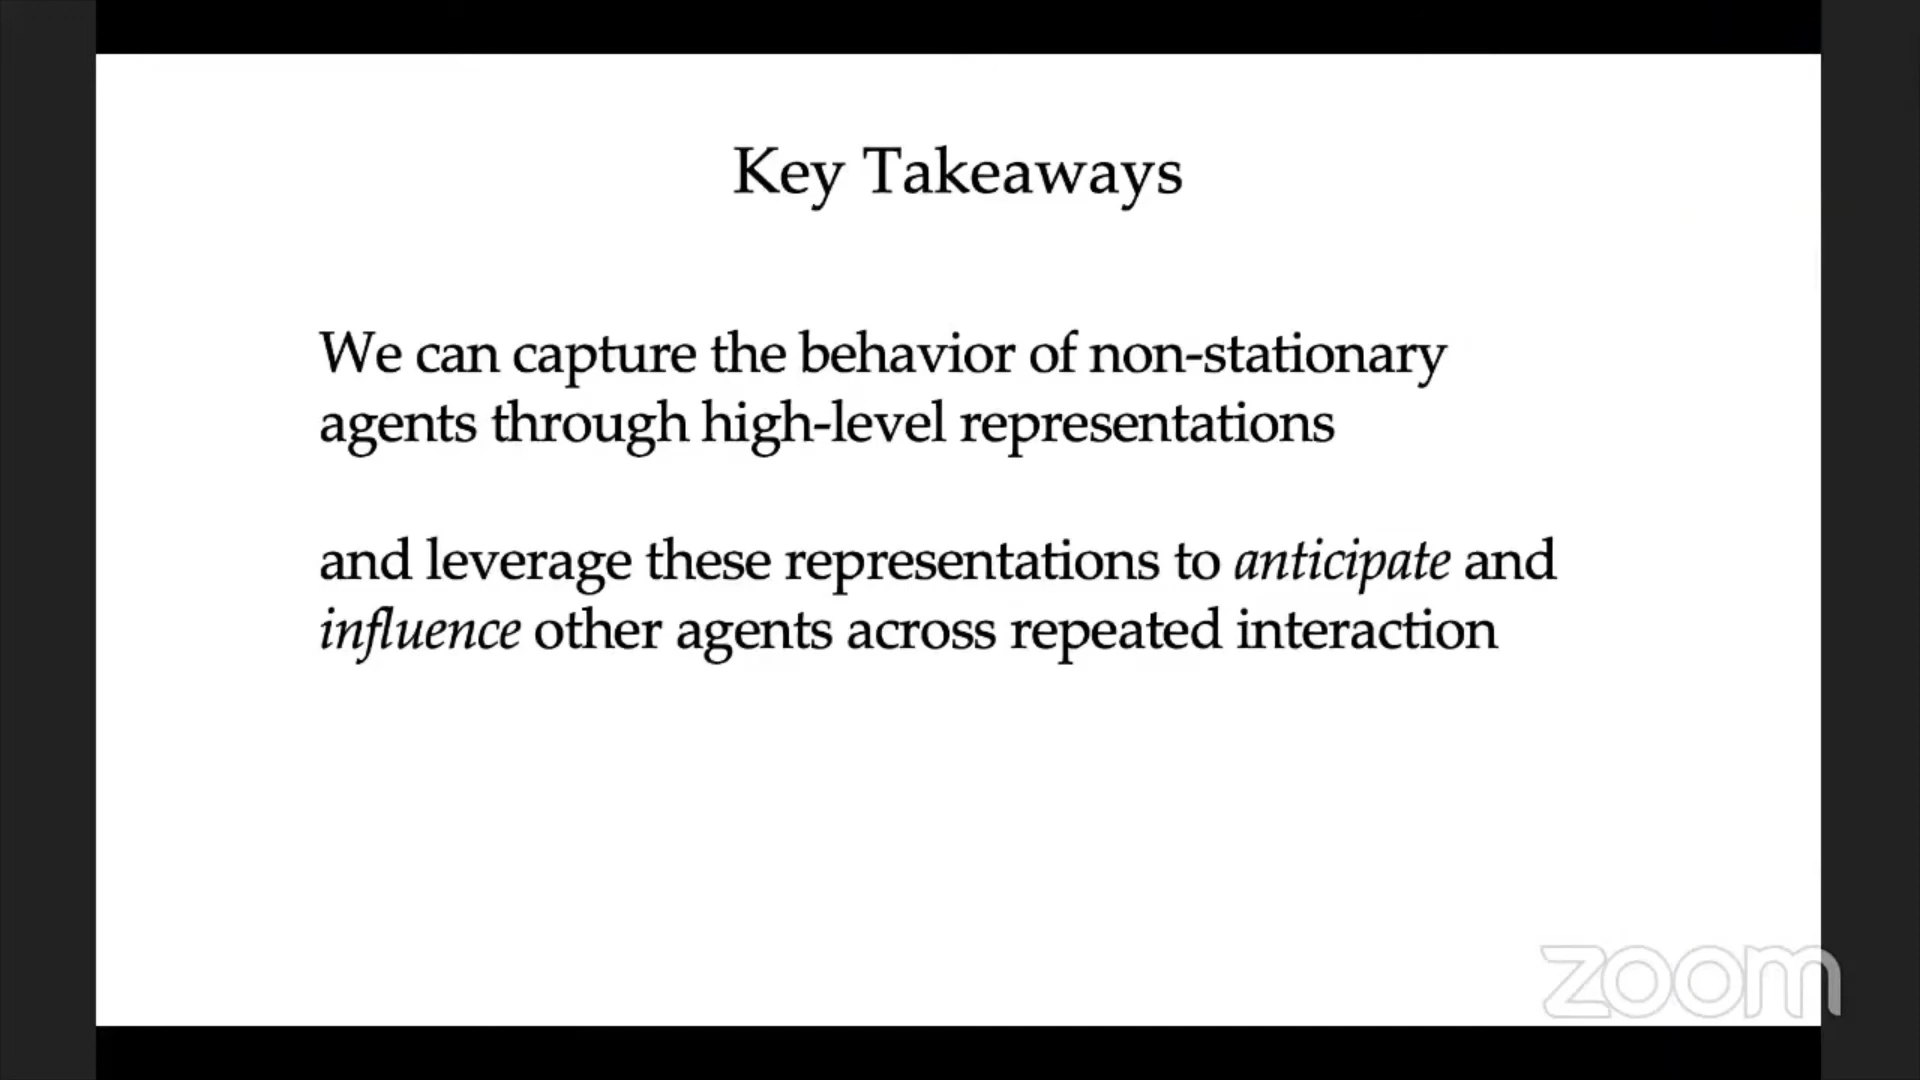 Key Takeaways
We can capture the behavior of non-stationary
agents through high-level representations
and leverage these representations to anticipate and
influence other agents across repeated interaction
zoom